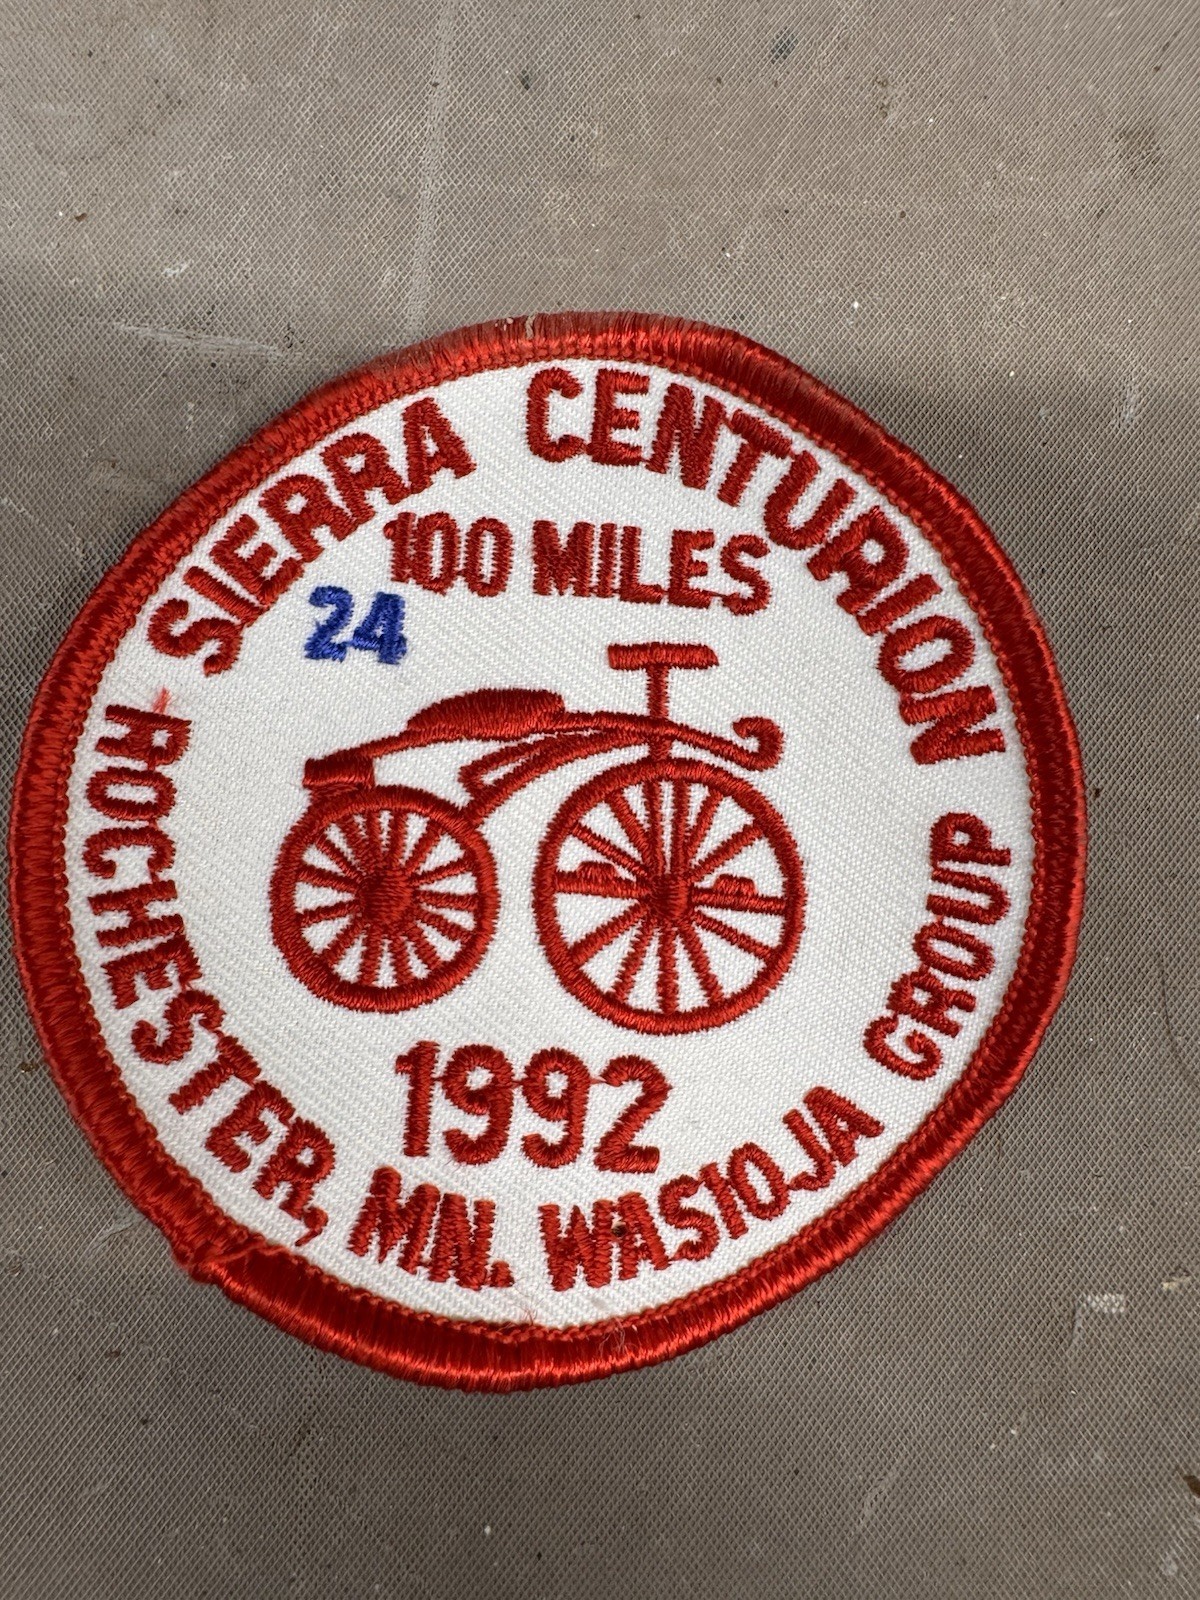 SIERRA CENTURION
100 MILES
24
1992
ROCHESTER, MN. WASIOJA GROUP